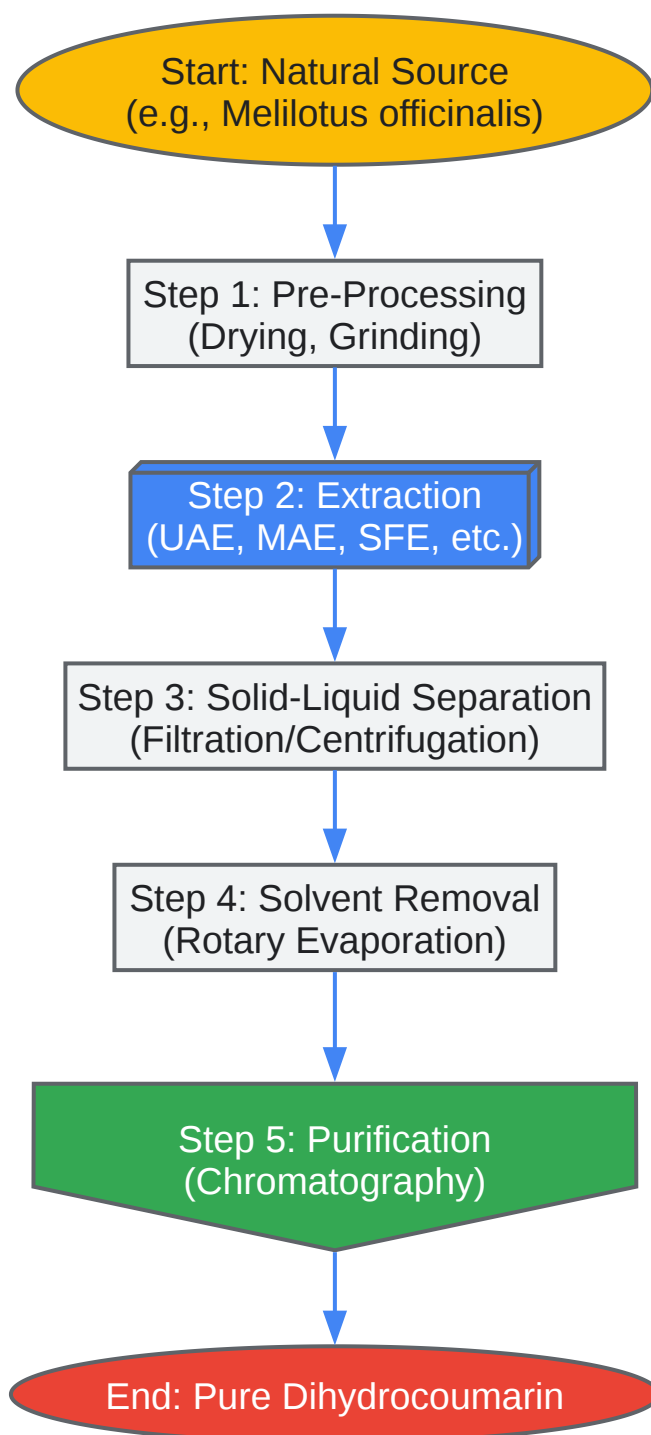 Start: Natural Source
(e.g., Melilotus officinalis)
Step 1: Pre-Processing
(Drying, Grinding)
Step 2: Extraction
(UAE, MAE, SFE, etc.)
Step 3: Solid-Liquid Separation
(Filtration/Centrifugation)
Step 4: Solvent Removal
(Rotary Evaporation)
Step 5: Purification
(Chromatography)
End: Pure Dihydrocoumarin